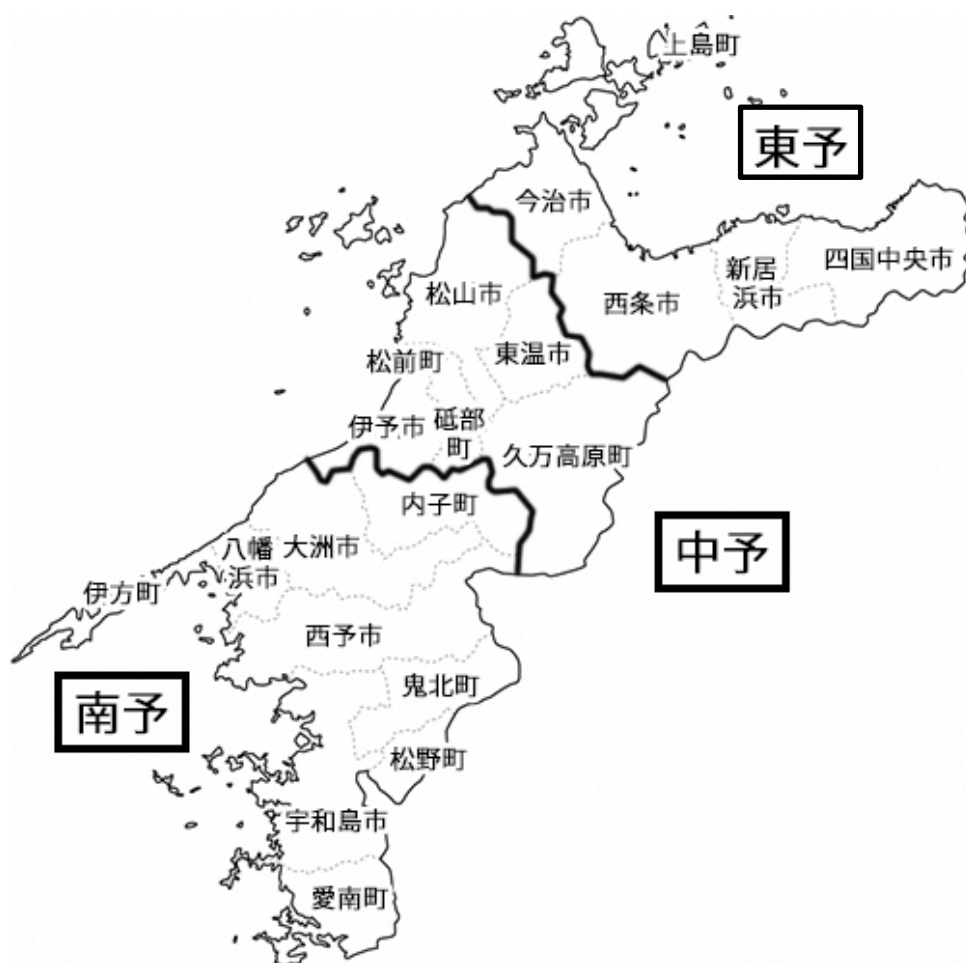 上島町
東予
今治市
四国中央市
新居
浜市
松山市
西条市
東温市
松前町
伊予市
砥部
町
久万高原町
内子町
中予
八幡
浜市
大洲市
伊方町
西予市
鬼北町
南予
松野町
宇和島市
愛南町